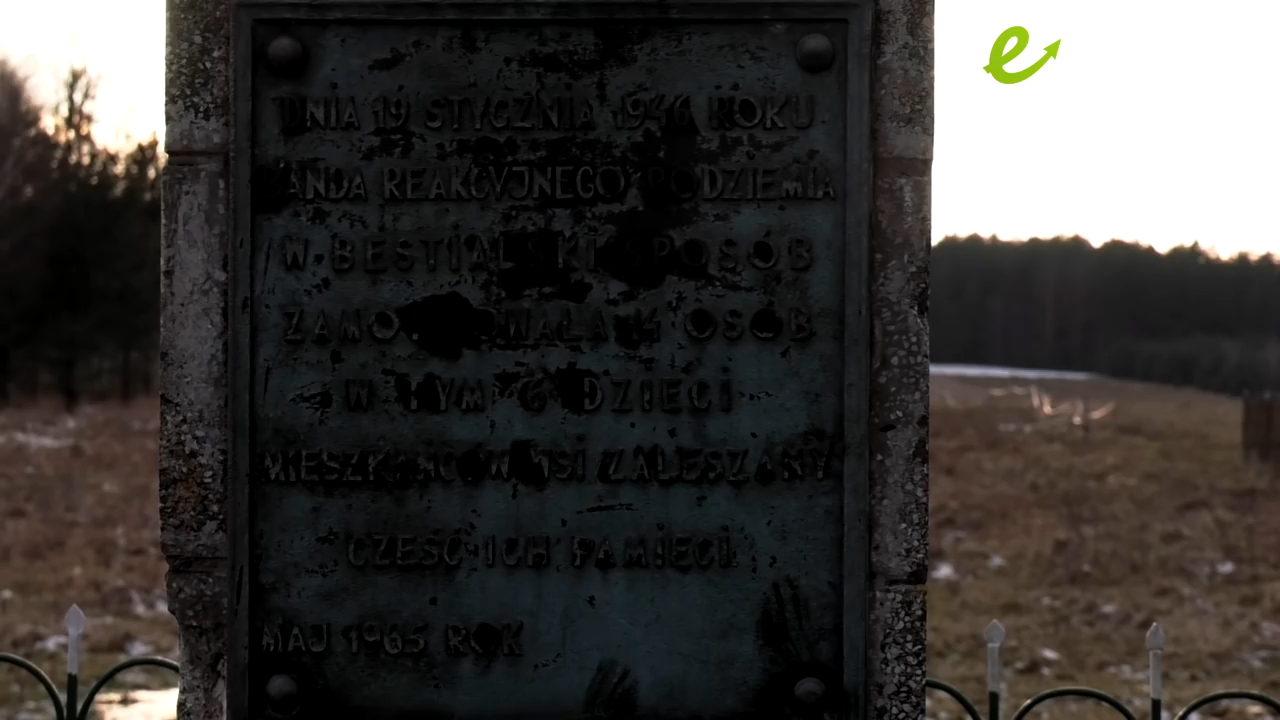 DNIA 19 STYCZNIA 1946 ROKU
BANDA REAKCYJNEGO PODZIEMIA
W BESTIALSKI SPOSÓB
ZAMORDOWAŁA 14 OSÓB
W TYM 6 DZIECI
MIESZKAŃCÓW WSI ZALESZANY
CZEŚĆ ICH PAMIĘCI.
MAJ 1965 ROK